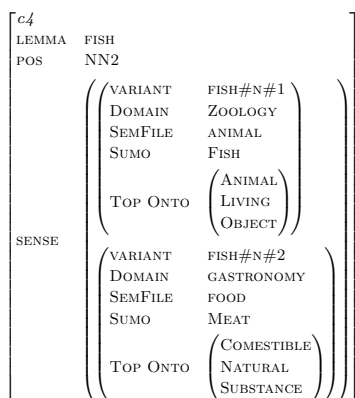 c4
LEMMA FISH
POS NN2
VARIANT FISH#N#1
DOMAIN ZOOLOGY
SEMFILE ANIMAL
SUMO FISH
ANIMAL
TOP ONTO LIVING
OBJECT
SENSE
VARIANT FISH#N#2
DOMAIN GASTRONOMY
SEMFILE FOOD
SUMO MEAT
COMESTIBLE
TOP ONTO NATURAL
SUBSTANCE